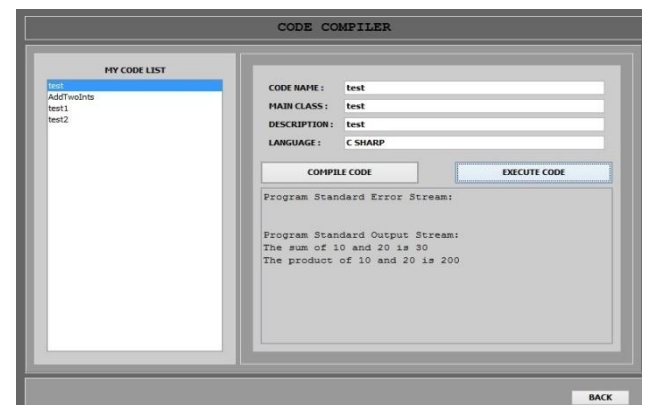 CODE COMPILER
MY CODE LIST
test
AddTwoInts
test1
test2
CODE NAME : test
MAIN CLASS : test
DESCRIPTION : test
LANGUAGE : C SHARP
COMPILE CODE EXECUTE CODE
Program Standard Error Stream:
Program Standard Output Stream:
The sum of 10 and 20 is 30
The product of 10 and 20 is 200
BACK